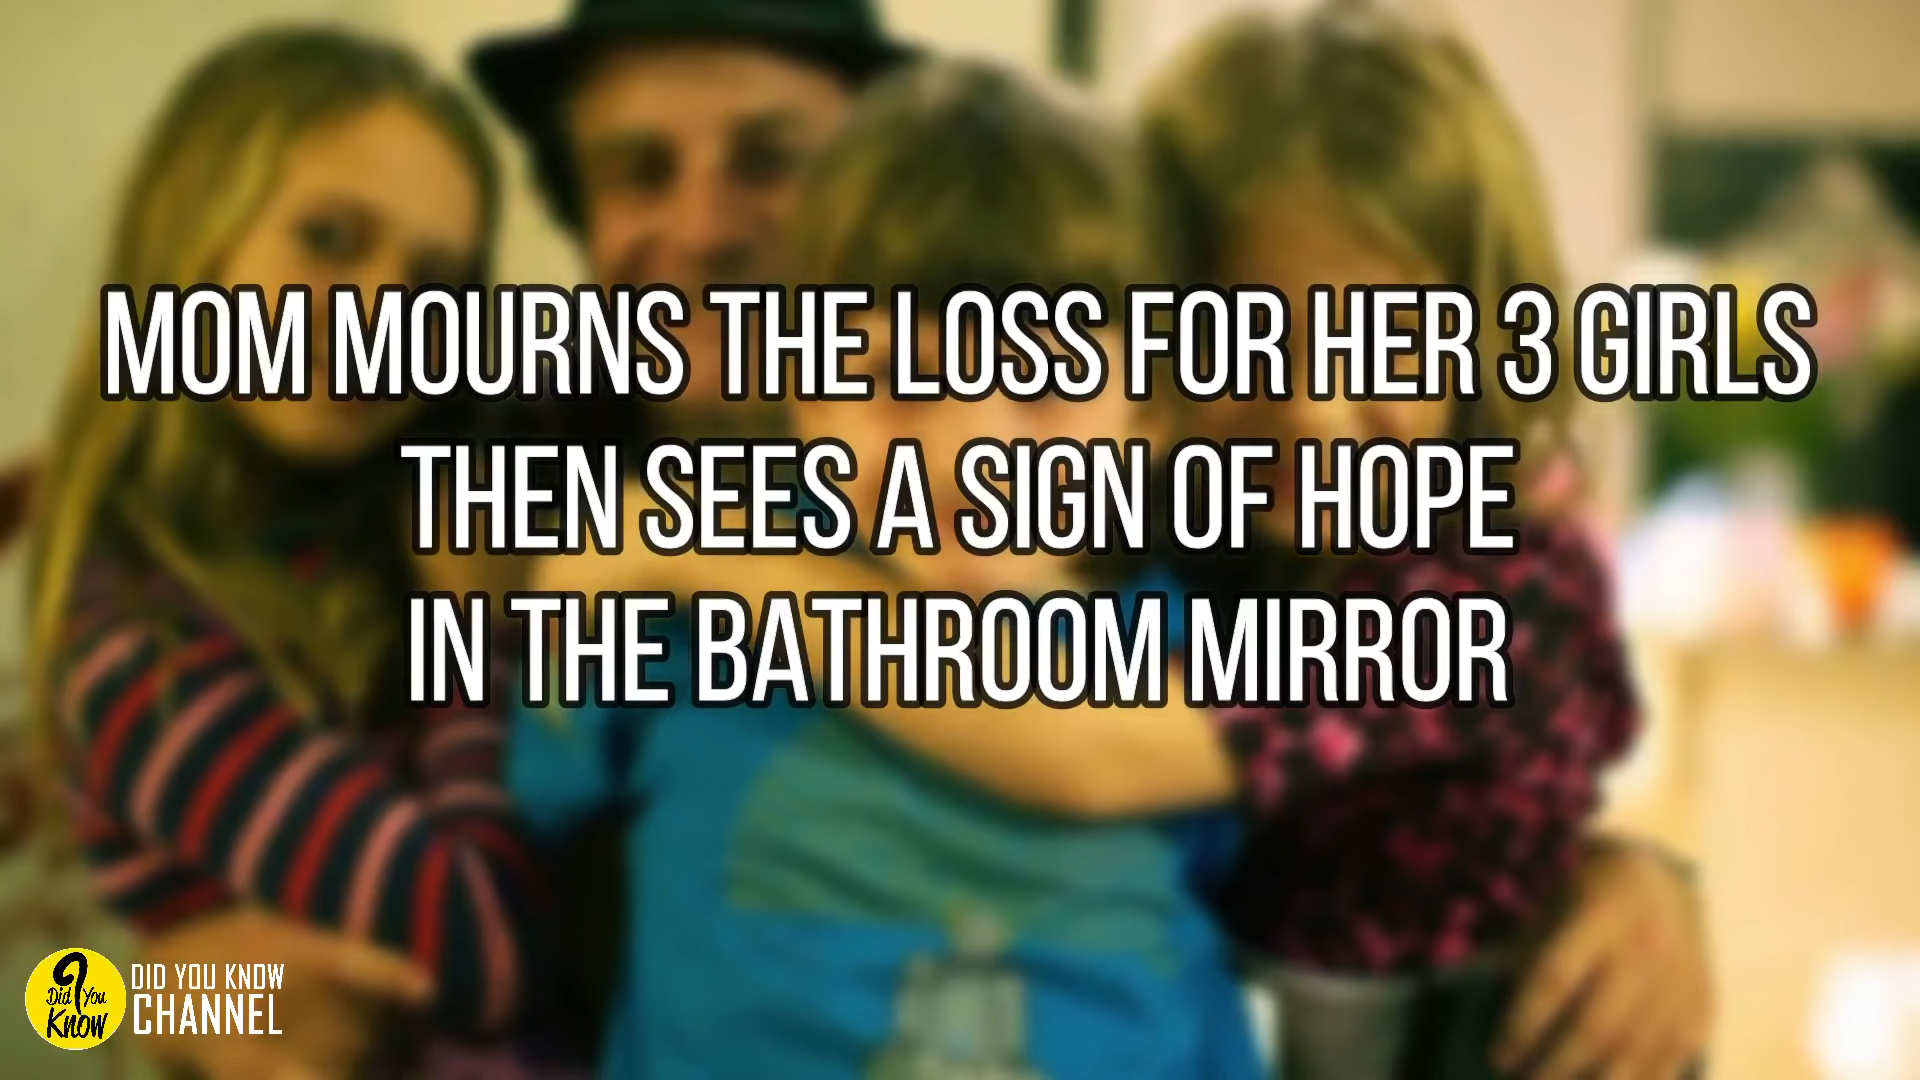 MOM MOURNS THE LOSS FOR HER 3 GIRLS
THEN SEES A SIGN OF HOPE
IN THE BATHROOM MIRROR
Did You
Know
DID YOU KNOW
CHANNEL